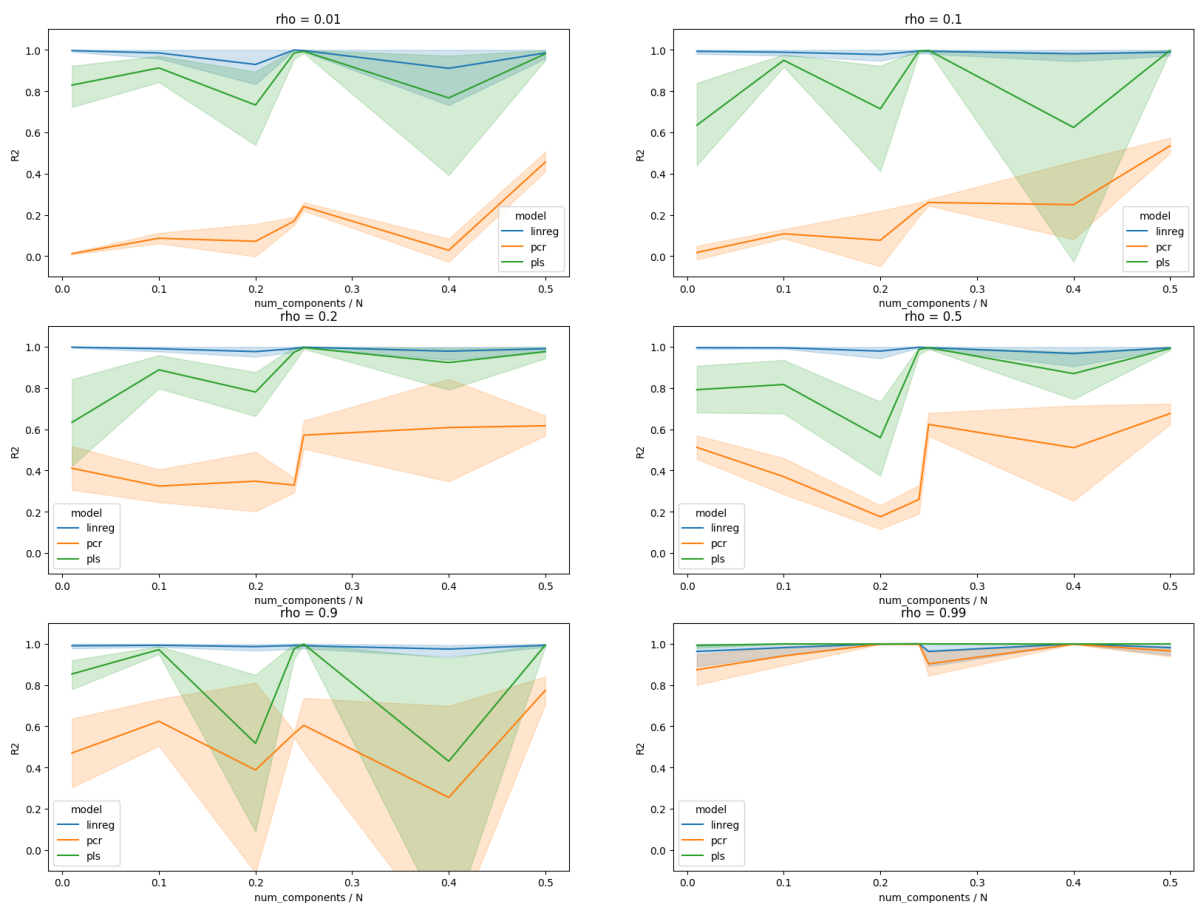 rho = 0.01
1.0
0.8
0.6
0.4
0.2
0.0
R2
model
linreg
pcr
pls
0.0 0.1 0.2 0.3 0.4 0.5
num_components / N
rho = 0.1
1.0
0.8
0.6
0.4
0.2
0.0
R2
model
linreg
pcr
pls
0.0 0.1 0.2 0.3 0.4 0.5
num_components / N
rho = 0.2
1.0
0.8
0.6
0.4
0.2
0.0
R2
model
linreg
pcr
pls
0.0 0.1 0.2 0.3 0.4 0.5
num_components / N
rho = 0.5
1.0
0.8
0.6
0.4
0.2
0.0
R2
model
linreg
pcr
pls
0.0 0.1 0.2 0.3 0.4 0.5
num_components / N
rho = 0.9
1.0
0.8
0.6
0.4
0.2
0.0
R2
model
linreg
pcr
pls
0.0 0.1 0.2 0.3 0.4 0.5
num_components / N
rho = 0.99
1.0
0.8
0.6
0.4
0.2
0.0
R2
model
linreg
pcr
pls
0.0 0.1 0.2 0.3 0.4 0.5
num_components / N